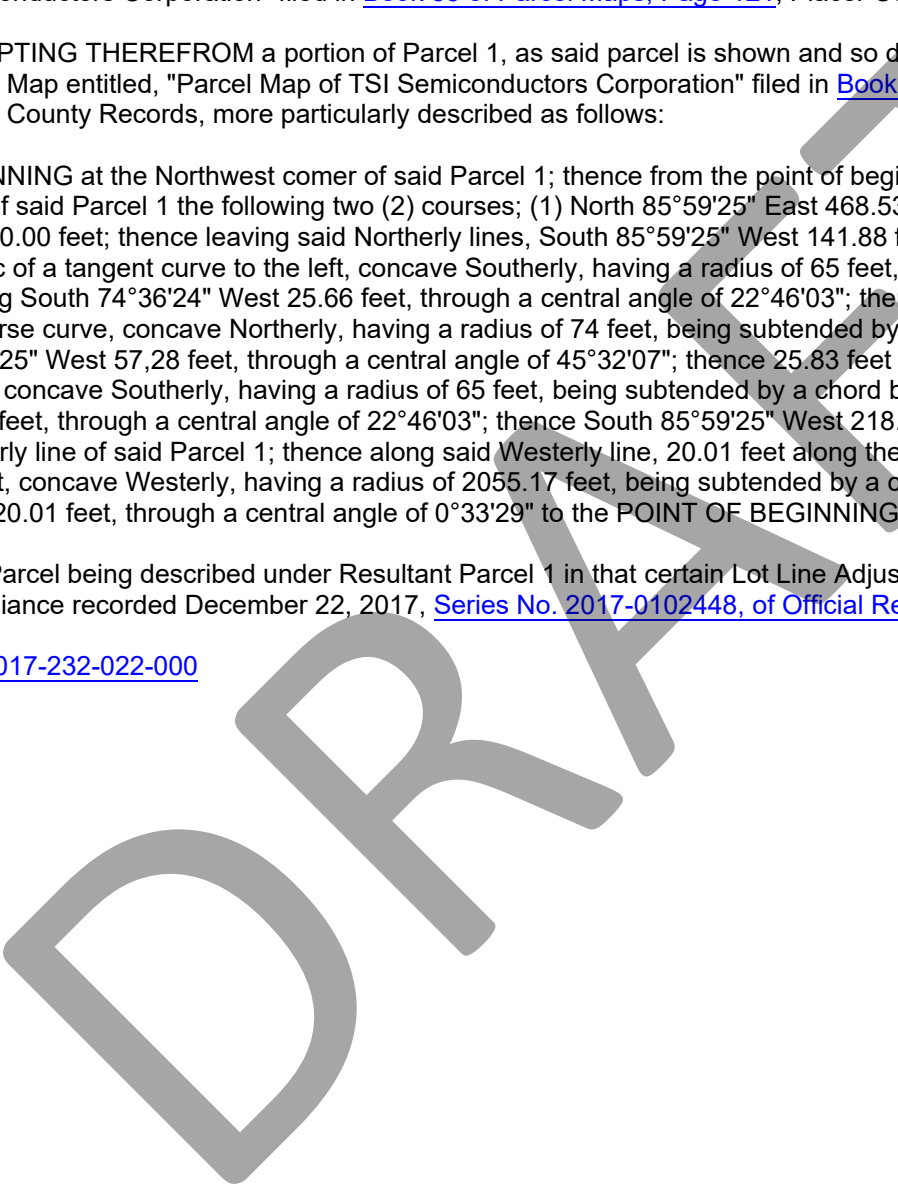 onductors Corporation" filed in Book of Parcel Maps, Page
PTING THEREFROM a portion of Parcel 1, as said parcel is shown and so d
Map entitled, "Parcel Map of TSI Semiconductors Corporation" filed in Book
County Records, more particularly described as follows:
NNING at the Northwest comer of said Parcel 1; thence from the point of begi
f said Parcel 1 the following two (2) courses; (1) North 85°59'25" East 468.53
0.00 feet; thence leaving said Northerly lines, South 85°59'25" West 141.88 f
c of a tangent curve to the left, concave Southerly, having a radius of 65 feet,
g South 74°36'24" West 25.66 feet, through a central angle of 22°46'03"; the
rse curve, concave Northerly, having a radius of 74 feet, being subtended by
25" West 57,28 feet, through a central angle of 45°32'07"; thence 25.83 feet
concave Southerly, having a radius of 65 feet, being subtended by a chord b
feet, through a central angle of 22°46'03"; thence South 85°59'25" West 218.
rly line of said Parcel 1; thence along said Westerly line, 20.01 feet along the
t, concave Westerly, having a radius of 2055.17 feet, being subtended by a c
20.01 feet, through a central angle of 0°33'29" to the POINT OF BEGINNING
Parcel being described under Resultant Parcel 1 in that certain Lot Line Adjus
liance recorded December 22, 2017, Series No. 2017-0102448, of Official Re
017-232-022-000
DRAFT